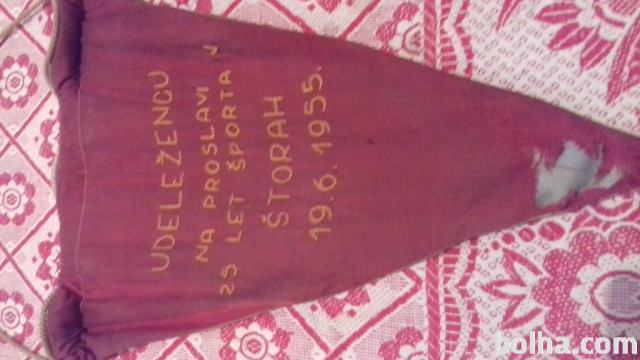 UDELEŽENCU
NA PROSLAVI
25 LET ŠPORTA V
ŠTORAH
19.6.1955.
bolha.com